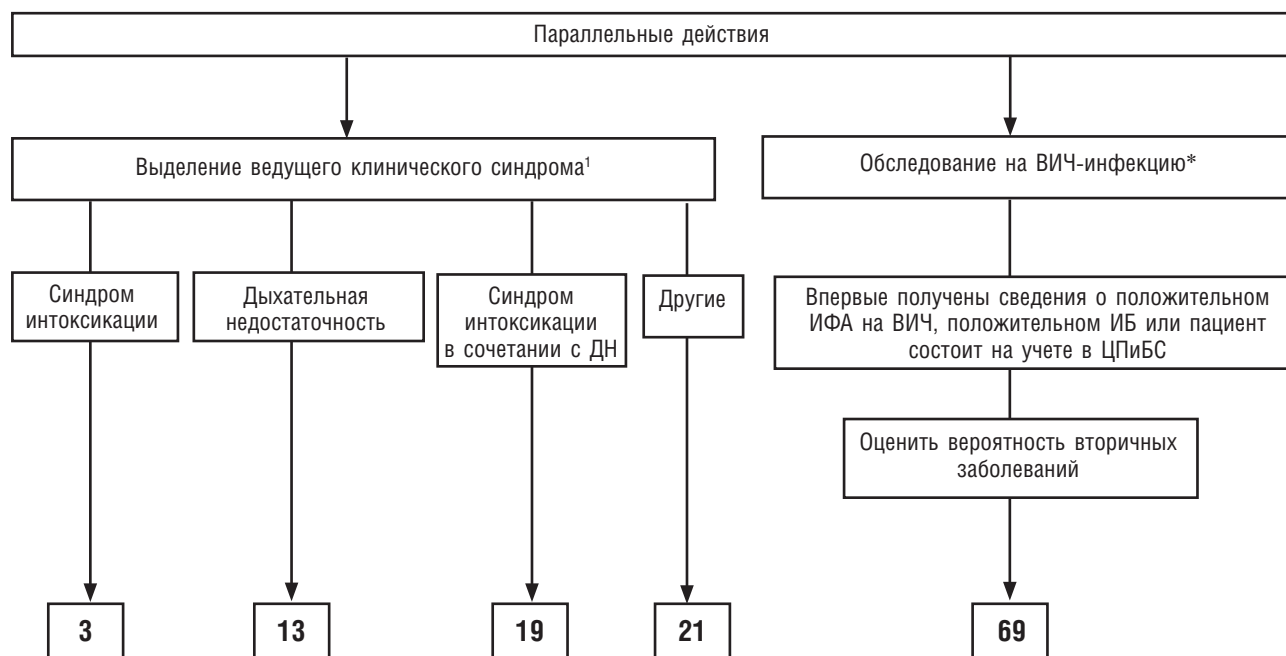 Параллельные действия
Выделение ведущего клинического синдрома¹
Обследование на ВИЧ-инфекцию*
Синдром
интоксикации
Дыхательная
недостаточность
Синдром
интоксикации
в сочетании с ДН
Другие
Впервые получены сведения о положительном
ИФА на ВИЧ, положительном ИБ или пациент
состоит на учете в ЦПиБС
Оценить вероятность вторичных
заболеваний
3
13
19
21
69